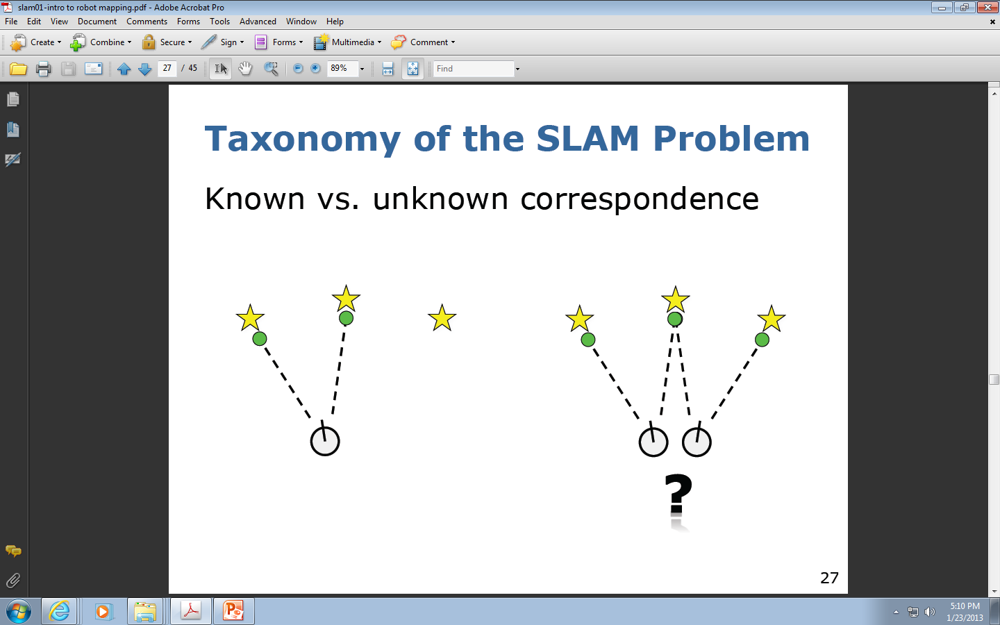 slam01-intro to robot mapping.pdf - Adobe Acrobat Pro
File Edit View Document Comments Forms Tools Advanced Window Help
Create Combine Secure Sign Forms Multimedia Comment
27 / 45 89% Find
Taxonomy of the SLAM Problem
Known vs. unknown correspondence
?
27
5:10 PM
1/23/2013